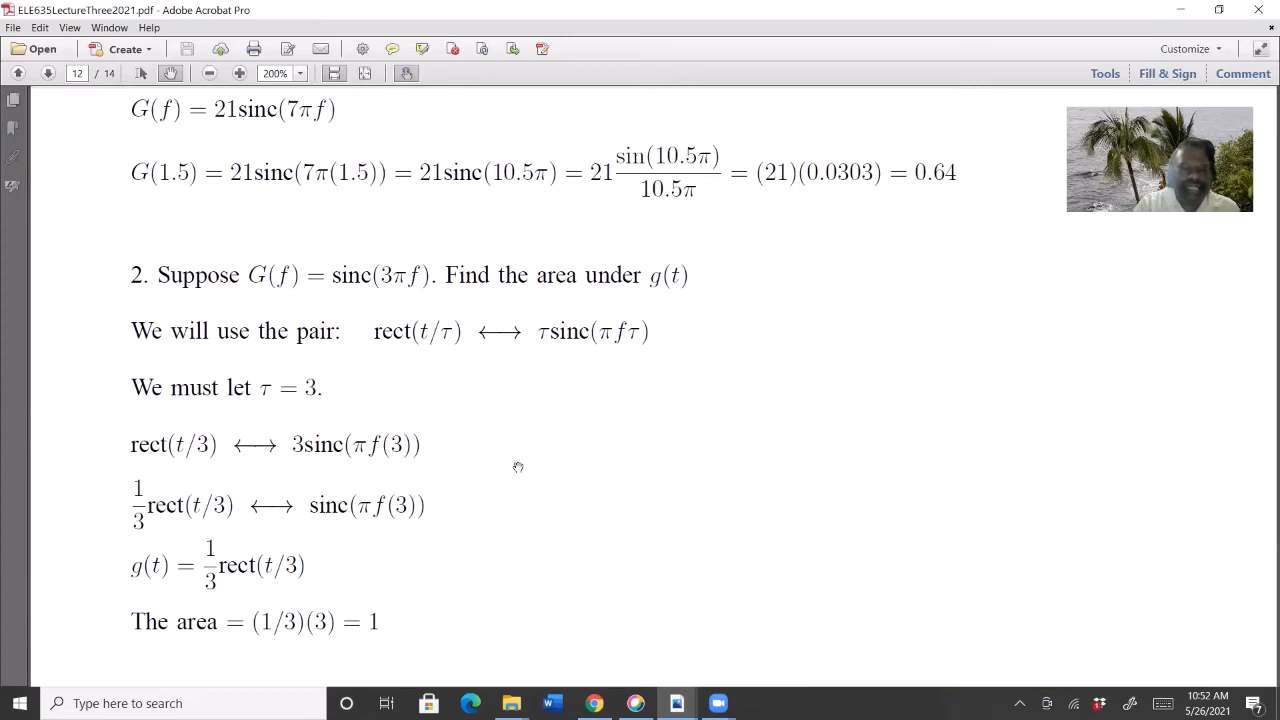 ELE635LectureThree2021.pdf - Adobe Acrobat Pro
File Edit View Window Help
Open Create Customize
12 / 14 200% Tools Fill & Sign Comment
G(f) = 21sinc(7πf)
G(1.5) = 21sinc(7π(1.5)) = 21sinc(10.5π) = 21 sin(10.5π)/10.5π = (21)(0.0303) = 0.64
2. Suppose G(f) = sinc(3πf). Find the area under g(t)
We will use the pair: rect(t/τ) ⟷ τsinc(πfτ)
We must let τ = 3.
rect(t/3) ⟷ 3sinc(πf(3))
1/3 rect(t/3) ⟷ sinc(πf(3))
g(t) = 1/3 rect(t/3)
The area = (1/3)(3) = 1
Type here to search
10:52 AM
5/26/2021
7